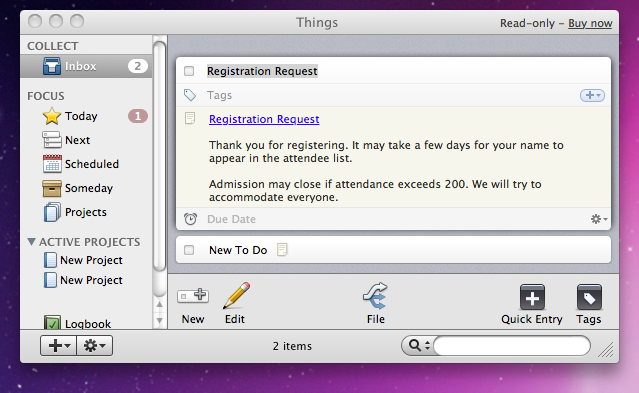 Things
Read-only – Buy now
COLLECT
Inbox 2
FOCUS
Today 1
Next
Scheduled
Someday
Projects
ACTIVE PROJECTS
New Project
New Project
Logbook
Registration Request
Tags
Registration Request
Thank you for registering. It may take a few days for your name to
appear in the attendee list.
Admission may close if attendance exceeds 200. We will try to
accommodate everyone.
Due Date
New To Do
New
Edit
File
Quick Entry
Tags
2 items